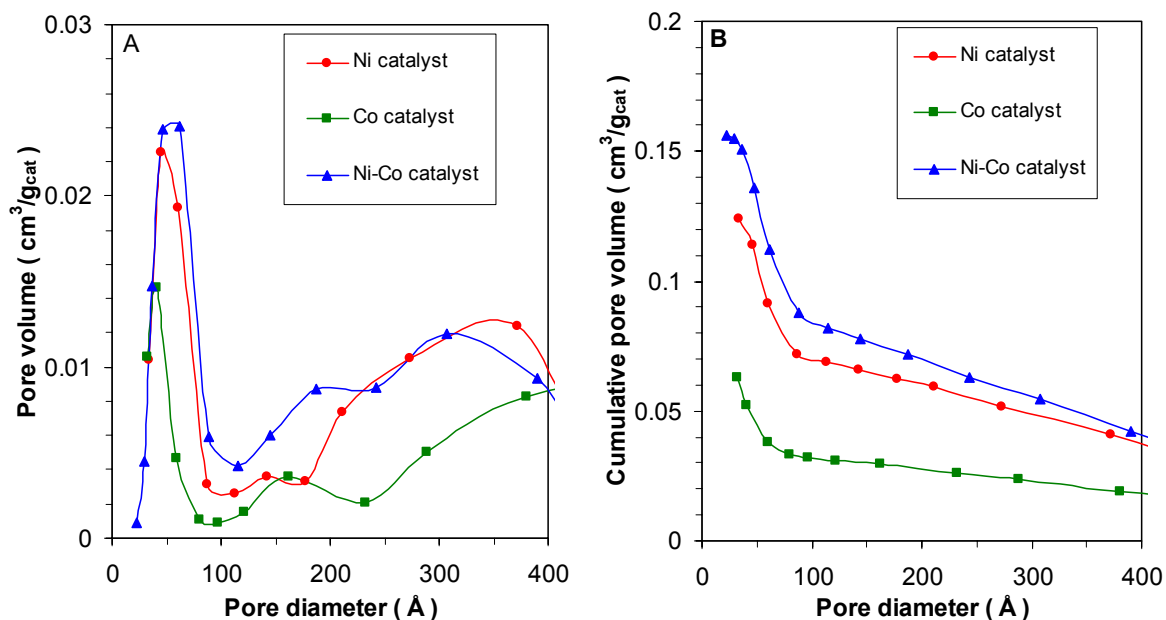 A
Ni catalyst
Co catalyst
Ni-Co catalyst
0.03
0.02
0.01
0
0 100 200 300 400
Pore diameter ( Å )
Pore volume ( cm³/gcat )
B
Ni catalyst
Co catalyst
Ni-Co catalyst
0.2
0.15
0.1
0.05
0
0 100 200 300 400
Pore diameter ( Å )
Cumulative pore volume ( cm³/gcat )